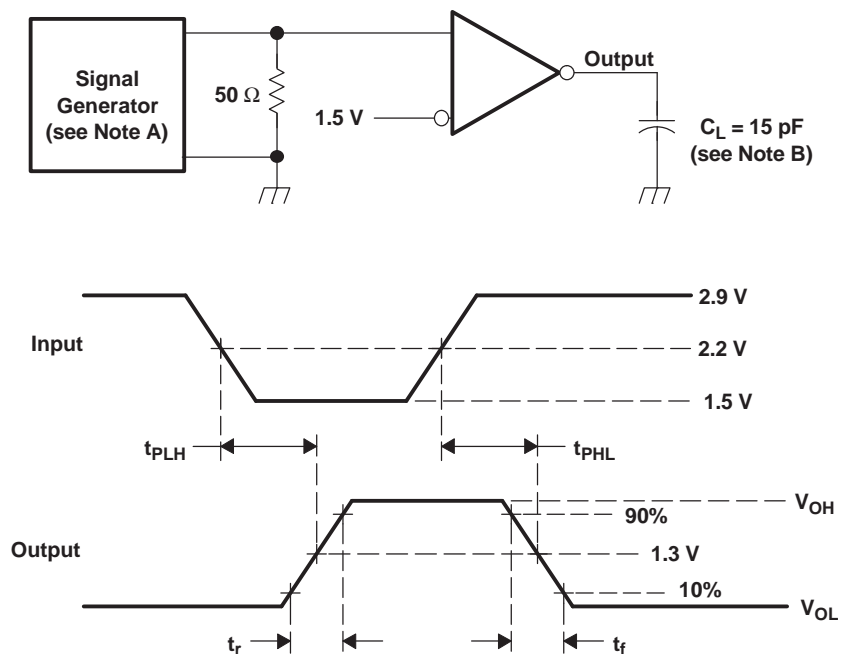 Signal
Generator
(see Note A)
50 Ω
1.5 V
Output
C_L = 15 pF
(see Note B)
Input
2.9 V
2.2 V
1.5 V
t_PLH
t_PHL
Output
V_OH
90%
1.3 V
10%
V_OL
t_r
t_f